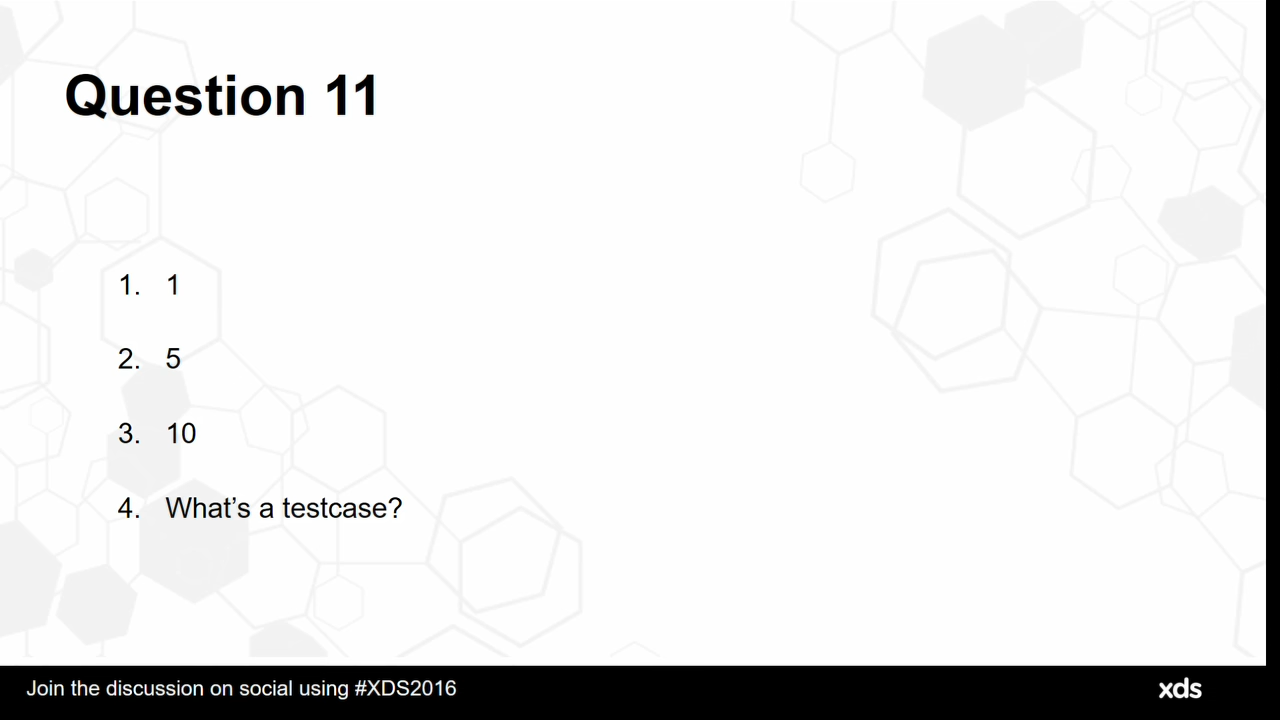 Question 11
1. 1
2. 5
3. 10
4. What’s a testcase?
Join the discussion on social using #XDS2016
xds